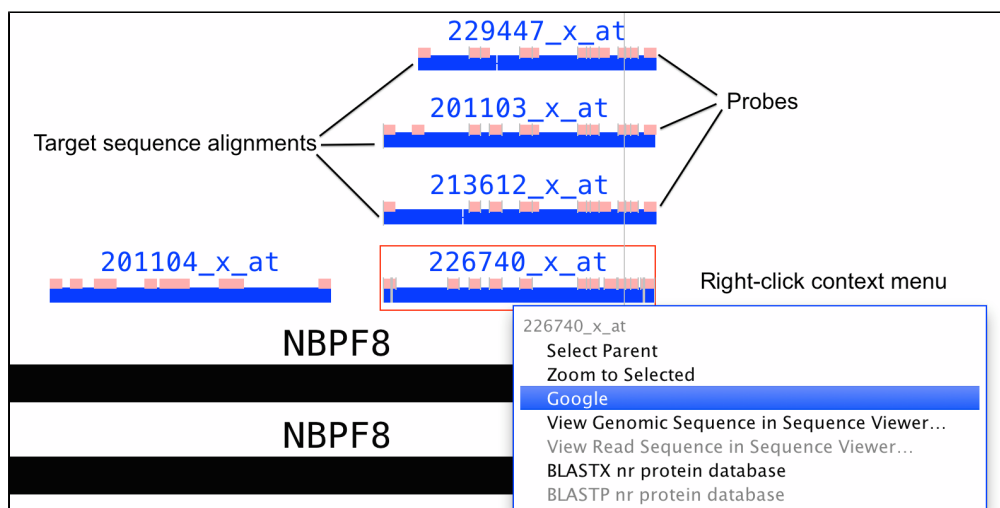 229447_x_at
201103_x_at
Probes
Target sequence alignments
213612_x_at
201104_x_at
226740_x_at
Right-click context menu
NBPF8
NBPF8
226740_x_at
Select Parent
Zoom to Selected
Google
View Genomic Sequence in Sequence Viewer...
View Read Sequence in Sequence Viewer...
BLASTX nr protein database
BLASTP nr protein database